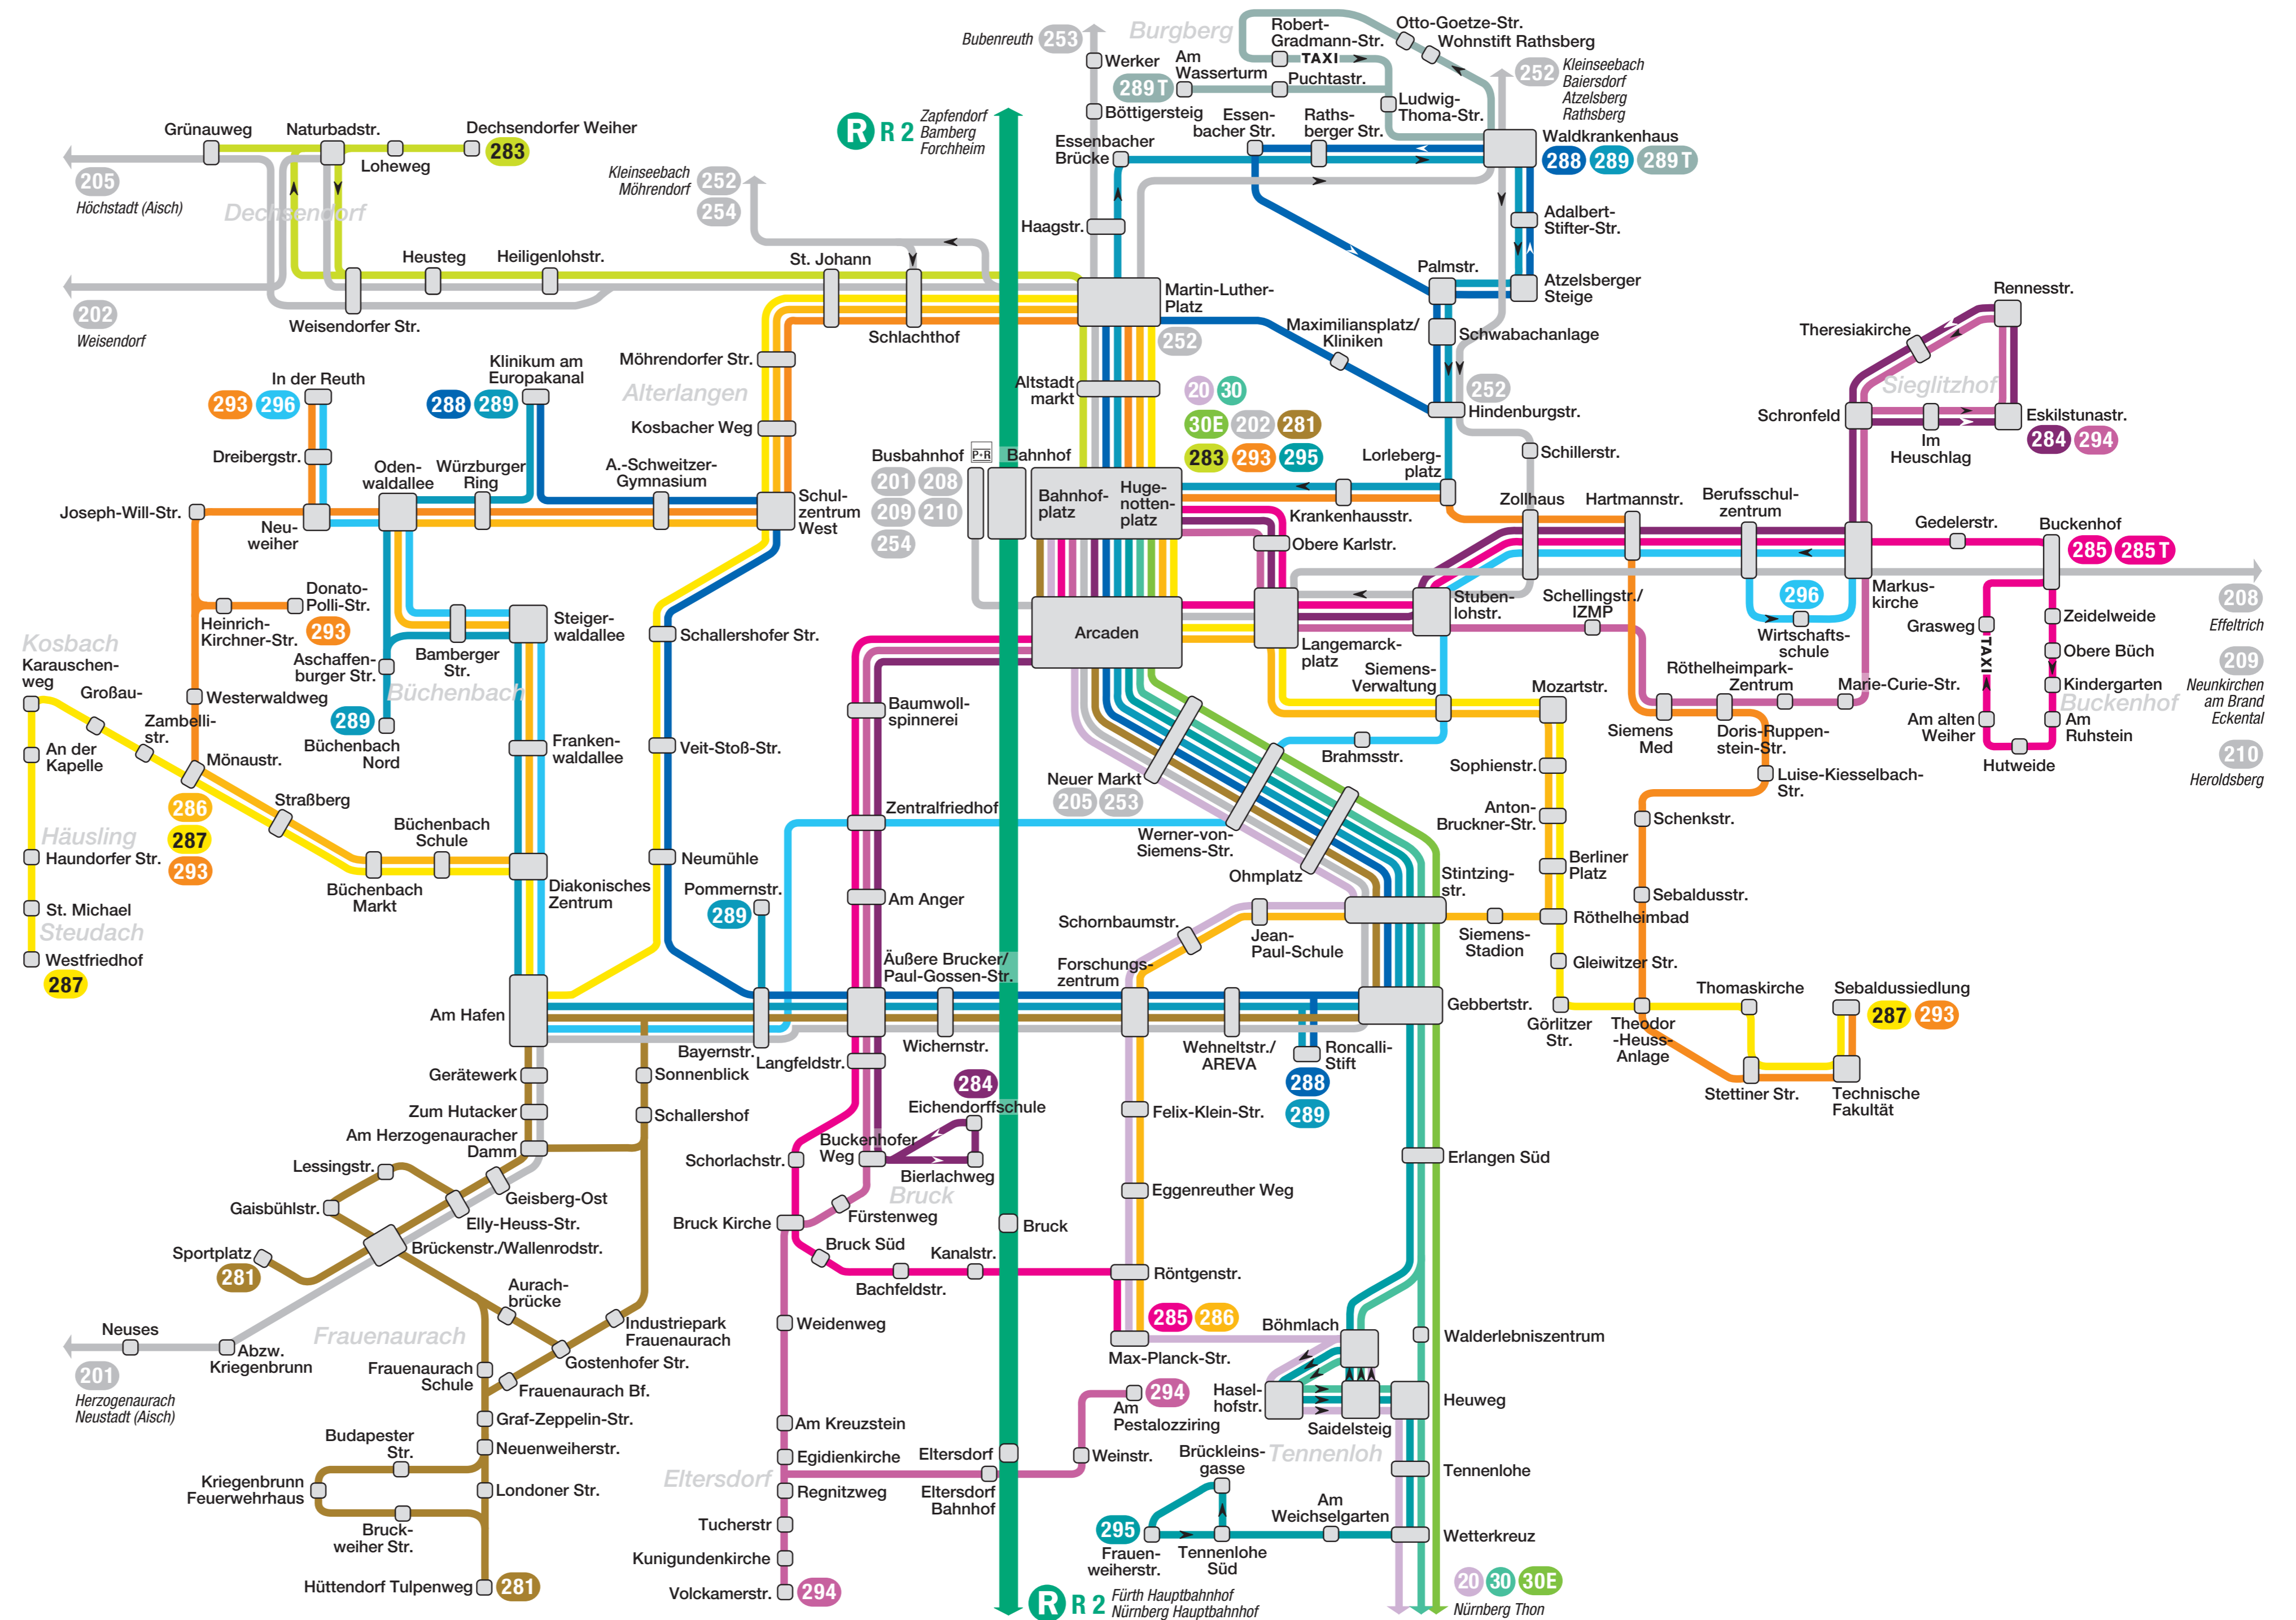 Burgberg
Bubenreuth 253
Werker
Am
Wasserturm
289 T
Böttigersteig
Robert-
Gradmann-Str.
TAXI
Puchtastr.
Otto-Goetze-Str.
Wohnstift Rathsberg
Ludwig-
Thoma-Str.
252 Kleinseebach
Baiersdorf
Atzelsberg
Rathsberg
Waldkrankenhaus
288 289 289 T
Essenbacher
Brücke
Essen-
bacher Str.
Raths-
berger Str.
Haagstr.
Adalbert-
Stifter-Str.
Atzelsberger
Steige
Palmstr.
Schwabachanlage
Maximiliansplatz/
Kliniken
252
Hindenburgstr.
Schillerstr.
R R 2
Zapfendorf
Bamberg
Forchheim
Grünauweg
Naturbadstr.
Loheweg
Dechsendorfer Weiher
283
205
Höchstadt (Aisch)
Dechsendorf
Kleinseebach
Möhrendorf
252
254
202
Weisendorf
Weisendorfer Str.
Heusteg
Heiligenlohstr.
St. Johann
Schlachthof
Martin-Luther-
Platz
252
Möhrendorfer Str.
Alterlangen
Kosbacher Weg
Altstadt
markt
20 30
30E 202 281
283 293 295
In der Reuth
293 296
Klinikum am
Europakanal
288 289
Dreibergstr.
Oden-
waldallee
Würzburger
Ring
A.-Schweitzer-
Gymnasium
Schul-
zentrum
West
Joseph-Will-Str.
Neu-
weiher
Busbahnhof P+R
201 208
209 210
254
Bahnhof
Bahnhof-
platz
Huge-
notten-
platz
Krankenhausstr.
Lorleberg-
platz
Obere Karlstr.
Arcaden
Langemarck-
platz
Stuben-
lohstr.
Zollhaus
Hartmannstr.
Berufsschul-
zentrum
Theresiakirche
Rennesstr.
Sieglitzhof
Schronfeld
Im
Heuschlag
Eskilstunastr.
284 294
Gedelerstr.
Buckenhof
285 285 T
Markus-
kirche
296
Wirtschafts-
schule
Schellingstr./
IZMP
Grasweg
TAXI
Zeidelweide
Obere Büch
Kindergarten
Buckenhof
Am alten
Weiher
Am
Ruhstein
Hutweide
208
Effeltrich
209
Neunkirchen
am Brand
Eckental
210
Heroldsberg
Donato-
Polli-Str.
293
Heinrich-
Kirchner-Str.
Aschaffen-
burger Str.
Bamberger
Str.
Steiger-
waldallee
Büchenbach
289
Büchenbach
Nord
Westerwaldweg
Kosbach
Karauschen-
weg
Großau-
Zambelli-
str.
An der
Kapelle
Mönaustr.
286
287
293
Häusling
Haundorfer Str.
St. Michael
Steudach
Westfriedhof
287
Straßberg
Büchenbach
Schule
Büchenbach
Markt
Franken-
waldallee
Diakonisches
Zentrum
Schallershofer Str.
Veit-Stoß-Str.
Neumühle
Baumwoll-
spinnerei
Zentralfriedhof
Am Anger
Pommernstr.
289
Äußere Brucker/
Paul-Gossen-Str.
Neuer Markt
205 253
Werner-von-
Siemens-Str.
Ohmplatz
Siemens-
Verwaltung
Brahmsstr.
Mozartstr.
Sophienstr.
Anton-
Bruckner-Str.
Berliner
Platz
Röthelheimbad
Siemens-
Stadion
Gleiwitzer Str.
Görlitzer
Str.
Röthelheimpark-
Zentrum
Marie-Curie-Str.
Siemens
Med
Doris-Ruppen-
stein-Str.
Luise-Kiesselbach-
Str.
Schenkstr.
Sebaldusstr.
Theodor
-Heuss-
Anlage
Thomaskirche
Sebaldussiedlung
287 293
Stettiner Str.
Technische
Fakultät
Stintzing-
str.
Schornbaumstr.
Jean-
Paul-Schule
Forschungs-
zentrum
Gebbertstr.
Wehneltstr./
AREVA
Roncalli-
Stift
288
289
Am Hafen
Bayernstr.
Langfeldstr.
Wichernstr.
Gerätewerk
Zum Hutacker
Am Herzogenauracher
Damm
Sonnenblick
Schallershof
Lessingstr.
Gaisbühlstr.
Geisberg-Ost
Elly-Heuss-Str.
Brückenstr./Wallenrodstr.
Sportplatz
281
Neuses
Abzw.
Kriegenbrunn
201
Herzogenaurach
Neustadt (Aisch)
Frauenaurach
Aurach-
brücke
Industriepark
Frauenaurach
Gostenhofer Str.
Frauenaurach
Schule
Frauenaurach Bf.
Graf-Zeppelin-Str.
Neuenweiherstr.
Budapester
Str.
Kriegenbrunn
Feuerwehrhaus
Bruck-
weiher Str.
Londoner Str.
Hüttendorf Tulpenweg 281
284
Eichendorffschule
Buckenhofer
Weg
Bierlachweg
Schorlachstr.
Fürstenweg
Bruck
Bruck Kirche
Bruck Süd
Bachfeldstr.
Kanalstr.
Bruck
Felix-Klein-Str.
Eggenreuther Weg
Röntgenstr.
285 286
Max-Planck-Str.
Erlangen Süd
Weidenweg
Am Kreuzstein
Egidienkirche
Eltersdorf
Regnitzweg
Tucherstr
Kunigundenkirche
Volckamerstr. 294
Eltersdorf
Eltersdorf
Bahnhof
Weinstr.
Am
Pestalozziring
294
Böhmlach
Walderlebniszentrum
Hasel-
hofstr.
Saidelsteig
Heuweg
Tennenloh
Tennenlohe
Brückleins-
gasse
Am
Weichselgarten
Wetterkreuz
295
Frauen-
weiherstr.
Tennenlohe
Süd
20 30 30E
Nürnberg Thon
R R 2
Fürth Hauptbahnhof
Nürnberg Hauptbahnhof